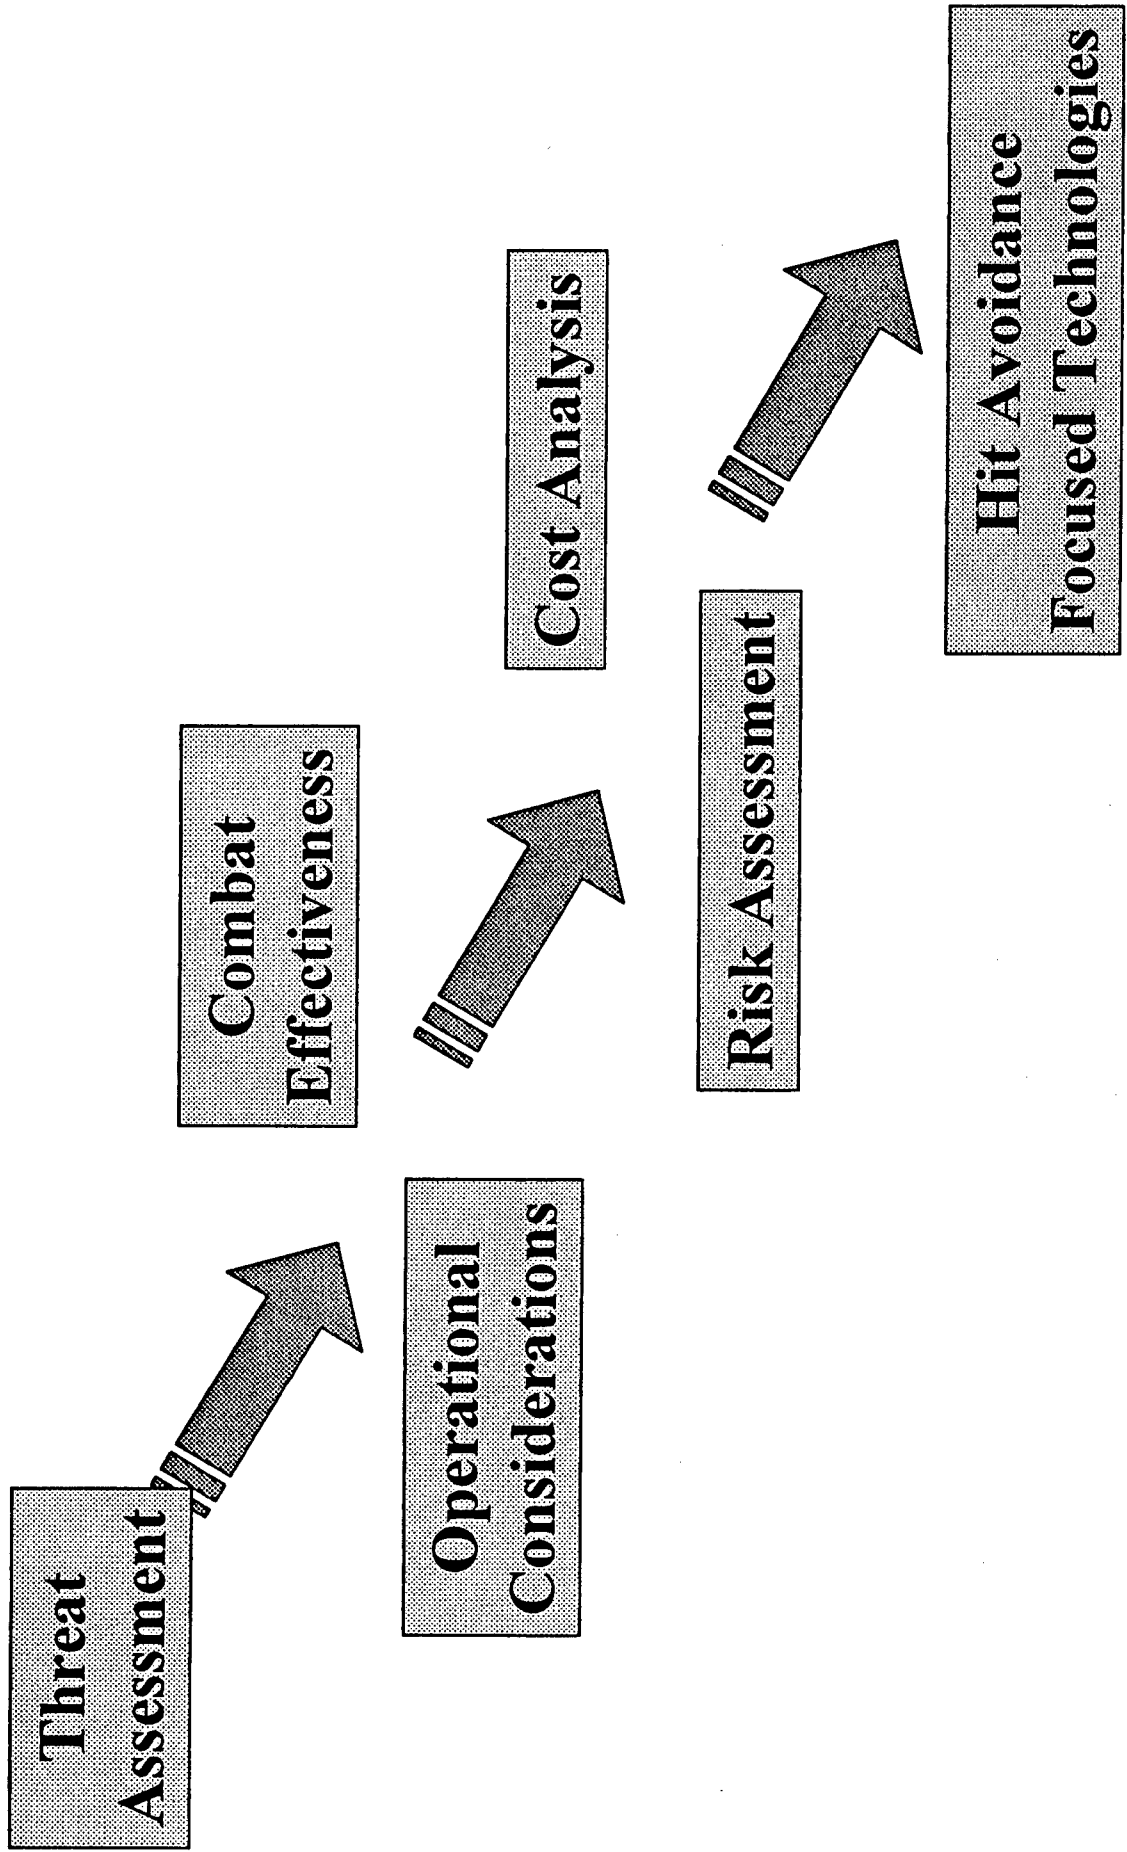 Threat
Assessment
Combat
Effectiveness
Operational
Considerations
Cost Analysis
Risk Assessment
Hit Avoidance
Focused Technologies